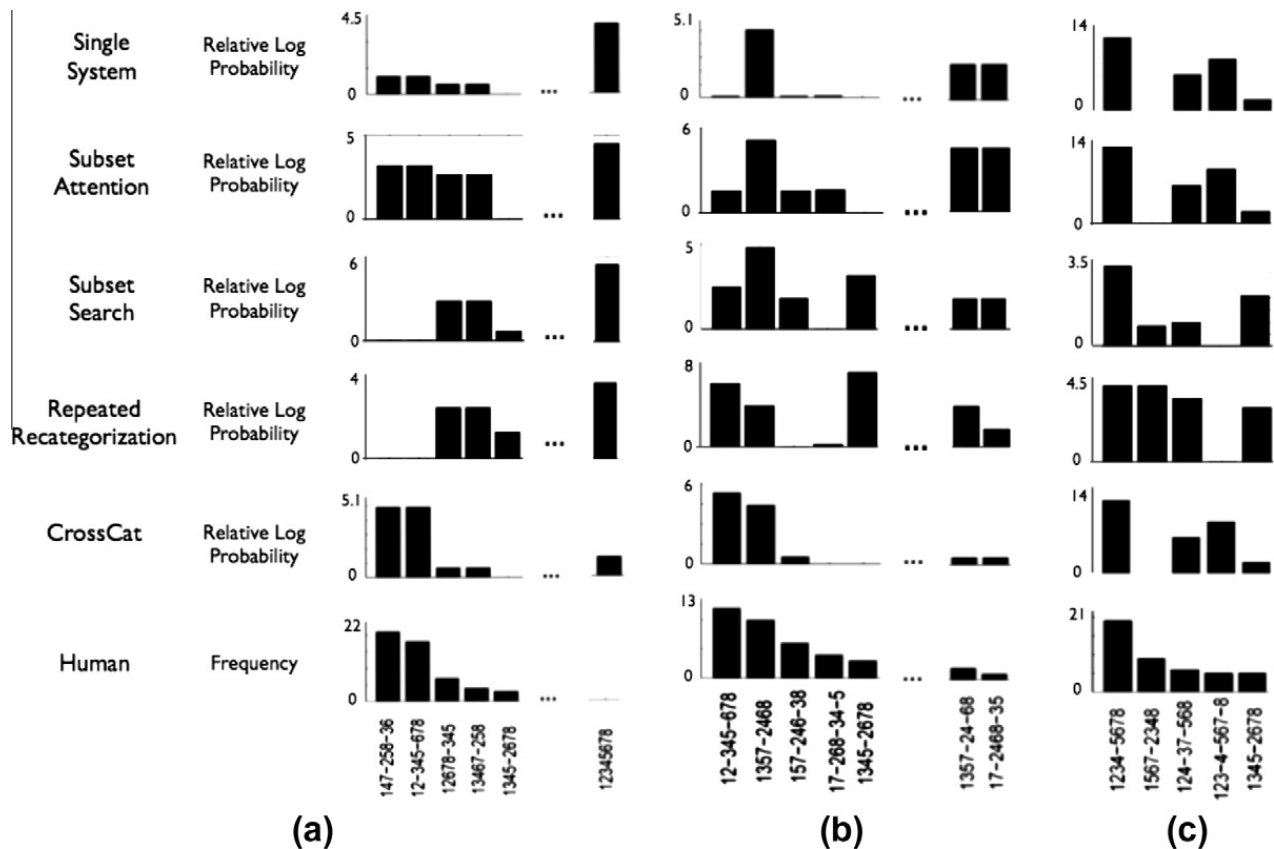 Single
System
Relative Log
Probability
4.5
0
...
5.1
0
...
14
0
Subset
Attention
Relative Log
Probability
5
0
...
6
0
...
14
0
Subset
Search
Relative Log
Probability
6
0
...
5
0
...
3.5
0
Repeated
Recategorization
Relative Log
Probability
4
0
...
8
0
...
4.5
0
CrossCat
Relative Log
Probability
5.1
0
...
6
0
...
14
0
Human
Frequency
22
0
...
13
0
...
21
0
147-258-36
12-345-678
12678-345
13467-258
1345-2678
12345678
12-345-678
1357-2468
157-246-38
17-268-34-5
1345-2678
1357-24-68
17-2468-35
1234-5678
1567-2348
124-37-568
123-4-567-8
1345-2678
(a)
(b)
(c)